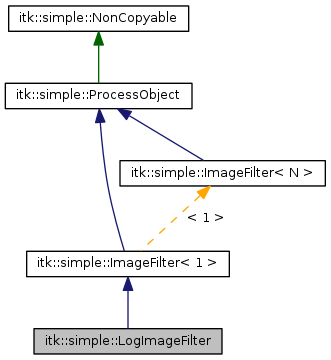 itk::simple::NonCopyable
itk::simple::ProcessObject
itk::simple::ImageFilter< N >
< 1 >
itk::simple::ImageFilter< 1 >
itk::simple::LogImageFilter